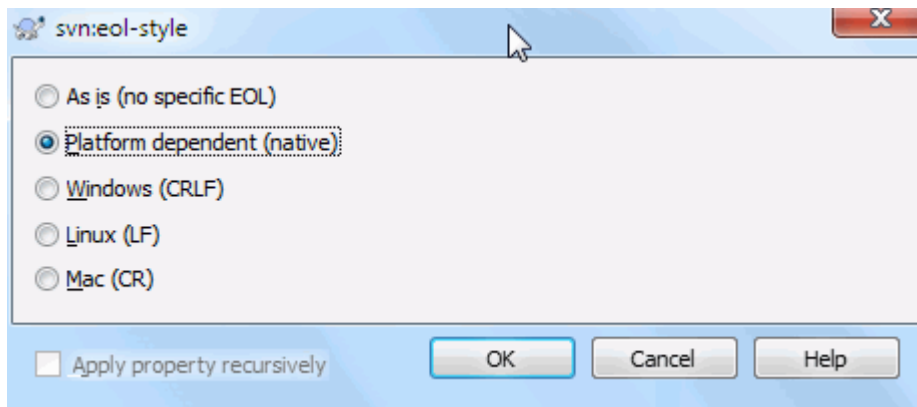 svn:eol-style
As is (no specific EOL)
Platform dependent (native)
Windows (CRLF)
Linux (LF)
Mac (CR)
Apply property recursively
OK
Cancel
Help